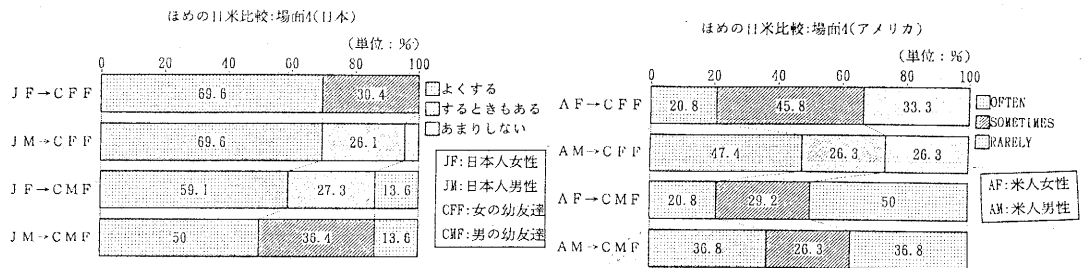 ほめの日米比較:場面4(日本)
(単位:%)
0 20 40 60 80 100
JF→CFF 69.6 30.4
JM→CFF 69.6 26.1
JF→CMF 59.1 27.3 13.6
JM→CMF 50 36.4 13.6
よくする
するときもある
あまりしない
JF:日本人女性
JM:日本人男性
CFF:女の幼友達
CMF:男の幼友達
ほめの日米比較:場面4(アメリカ)
(単位:%)
0 20 40 60 80 100
AF→CFF 20.8 45.8 33.3
AM→CFF 47.4 26.3 26.3
AF→CMF 20.8 29.2 50
AM→CMF 36.8 26.3 36.8
OFTEN
SOMETIMES
RARELY
AF:米人女性
AM:米人男性